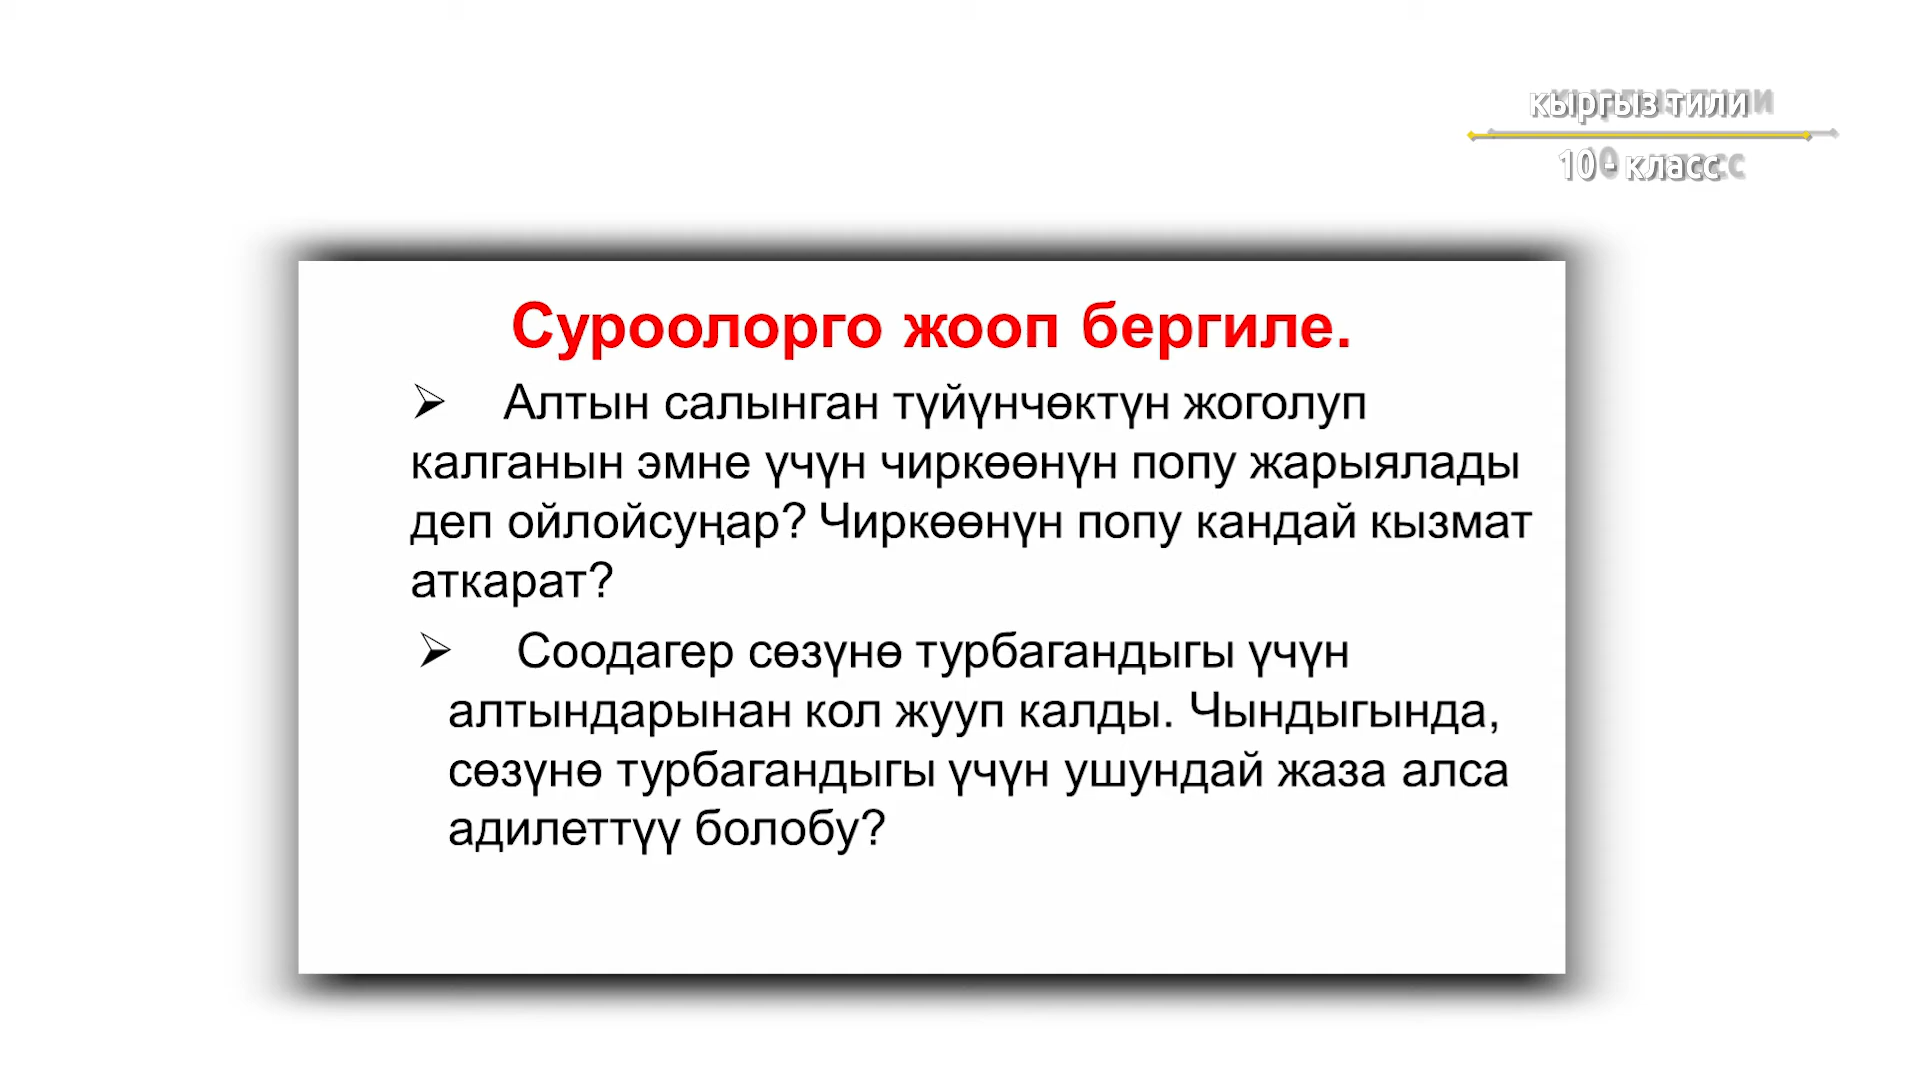 кыргыз тили
10 - класс
Суроолорго жооп бергиле.
➢ Алтын салынган түйүнчөктүн жоголуп
калганын эмне үчүн чиркөөнүн попу жарыялады
деп ойлойсуңар? Чиркөөнүн попу кандай кызмат
аткарат?
➢ Соодагер сөзүнө турбагандыгы үчүн
алтындарынан кол жууп калды. Чындыгында,
сөзүнө турбагандыгы үчүн ушундай жаза алса
адилеттүү болобу?